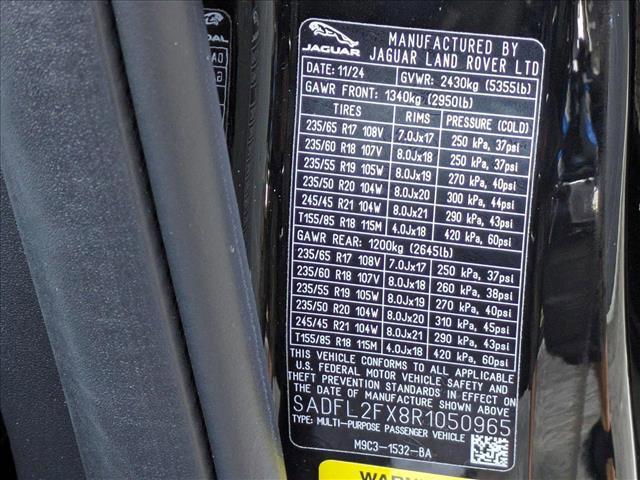 JAGUAR
MANUFACTURED BY
JAGUAR LAND ROVER LTD
DATE: 11/24 GVWR: 2430kg (5355lb)
GAWR FRONT: 1340kg (2950lb)
TIRES RIMS PRESSURE (COLD)
235/65 R17 108V 7.0Jx17 250 kPa, 37psi
235/60 R18 107V 8.0Jx18 250 kPa, 37psi
235/55 R19 105W 8.0Jx19 270 kPa, 40psi
235/50 R20 104W 8.0Jx20 300 kPa, 44psi
245/45 R21 104W 8.0Jx21 290 kPa, 43psi
T155/85 R18 115M 4.0Jx18 420 kPa, 60psi
GAWR REAR: 1200kg (2645lb)
235/65 R17 108V 7.0Jx17 250 kPa, 37psi
235/60 R18 107V 8.0Jx18 260 kPa, 38psi
235/55 R19 105W 8.0Jx19 270 kPa, 40psi
235/50 R20 104W 8.0Jx20 310 kPa, 45psi
245/45 R21 104W 8.0Jx21 290 kPa, 43psi
T155/85 R18 115M 4.0Jx18 420 kPa, 60psi
THIS VEHICLE CONFORMS TO ALL APPLICABLE
U.S. FEDERAL MOTOR VEHICLE SAFETY AND
THEFT PREVENTION STANDARDS IN EFFECT ON
THE DATE OF MANUFACTURE SHOWN ABOVE
SADFL2FX8R1050965
TYPE: MULTI-PURPOSE PASSENGER VEHICLE
M9C3-1532-BA